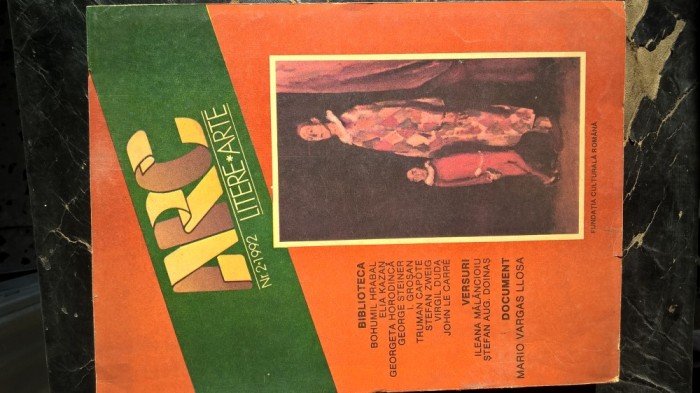 ARC
Nr.2·1992 LITERE*ARTE
BIBLIOTECA
BOHUMIL HRABAL
ELIA KAZAN
GEORGETA HORODINCĂ
GEORGE STEINER
I. GROȘAN
TRUMAN CAPOTE
STEFAN ZWEIG
VIRGIL DUDA
JOHN LE CARRÉ
VERSURI
ILEANA MĂLĂNCIOIU
ȘTEFAN AUG. DOINAȘ
DOCUMENT
MARIO VARGAS LLOSA
FUNDAȚIA CULTURALĂ ROMÂNĂ